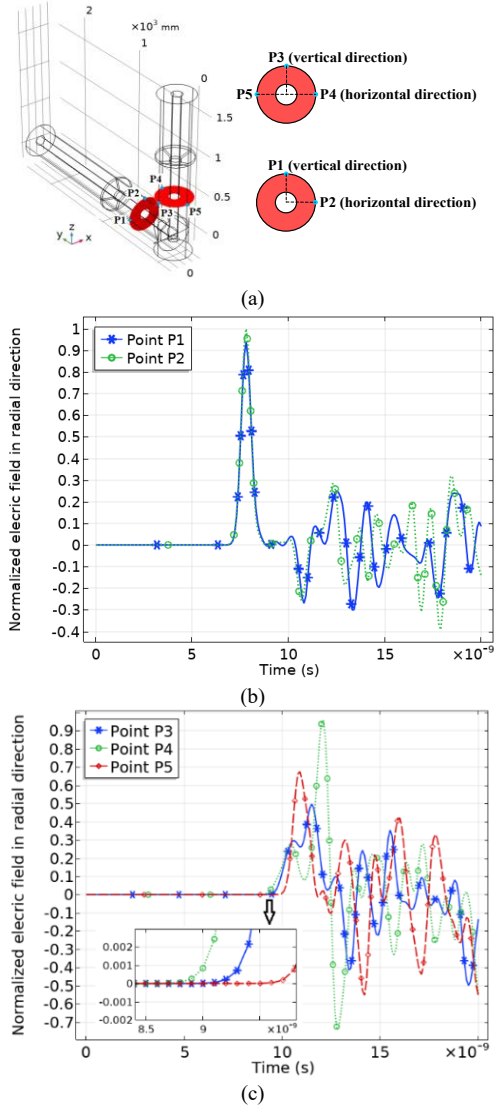 2
×10³ mm
1
0
1.5
1
0.5
0
0
P4
P2
P1
P3
P5
y z x
P3 (vertical direction)
P5 P4 (horizontal direction)
P1 (vertical direction)
P2 (horizontal direction)
(a)
Normalized elecric field in radial direction
1
0.9
0.8
0.7
0.6
0.5
0.4
0.3
0.2
0.1
0
-0.1
-0.2
-0.3
-0.4
Point P1
Point P2
0 5 10 15 ×10⁻⁹
Time (s)
(b)
Normalized elecric field in radial direction
0.9
0.8
0.7
0.6
0.5
0.4
0.3
0.2
0.1
0
-0.1
-0.2
-0.3
-0.4
-0.5
-0.6
-0.7
Point P3
Point P4
Point P5
0.002
0.001
0.000
-0.001
-0.002
8.5 9 ×10⁻⁹
0 5 10 15 ×10⁻⁹
Time (s)
(c)